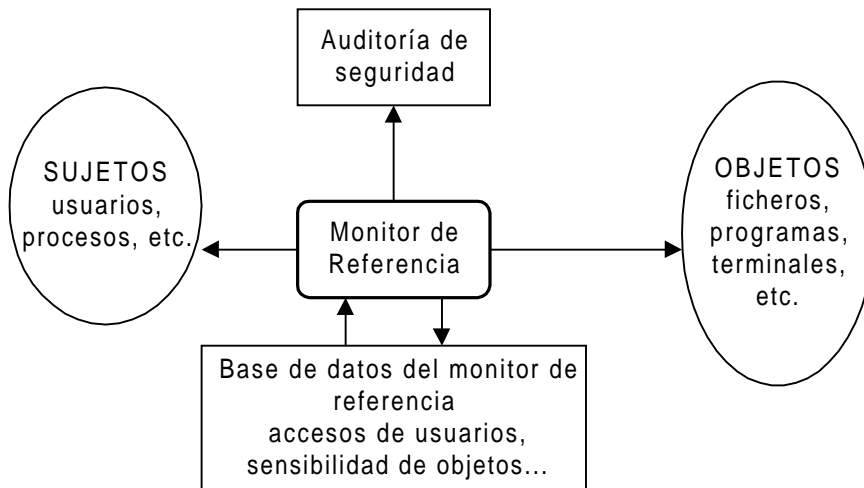 Auditoría de
seguridad
SUJETOS
usuarios,
procesos, etc.
Monitor de
Referencia
OBJETOS
ficheros,
programas,
terminales,
etc.
Base de datos del monitor de
referencia
accesos de usuarios,
sensibilidad de objetos...